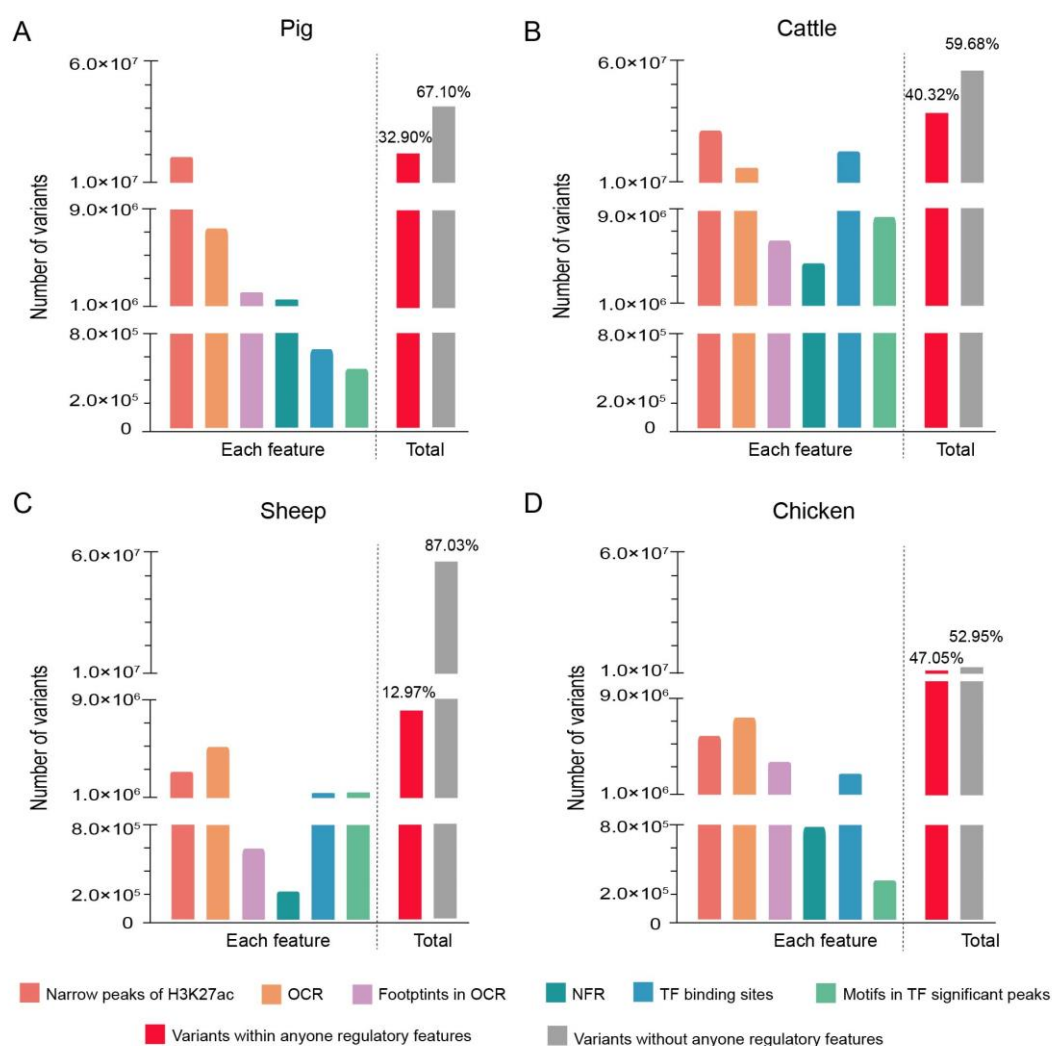 A
Pig
Number of variants
6.0×10⁷
1.0×10⁷
9.0×10⁶
1.0×10⁶
8.0×10⁵
2.0×10⁵
0
32.90%
67.10%
Each feature
Total
B
Cattle
Number of variants
6.0×10⁷
1.0×10⁷
9.0×10⁶
1.0×10⁶
8.0×10⁵
2.0×10⁵
0
40.32%
59.68%
Each feature
Total
C
Sheep
Number of variants
6.0×10⁷
1.0×10⁷
9.0×10⁶
1.0×10⁶
8.0×10⁵
2.0×10⁵
0
12.97%
87.03%
Each feature
Total
D
Chicken
Number of variants
6.0×10⁷
1.0×10⁷
9.0×10⁶
1.0×10⁶
8.0×10⁵
2.0×10⁵
0
47.05%
52.95%
Each feature
Total
Narrow peaks of H3K27ac
OCR
Footptints in OCR
NFR
TF binding sites
Motifs in TF significant peaks
Variants within anyone regulatory features
Variants without anyone regulatory features